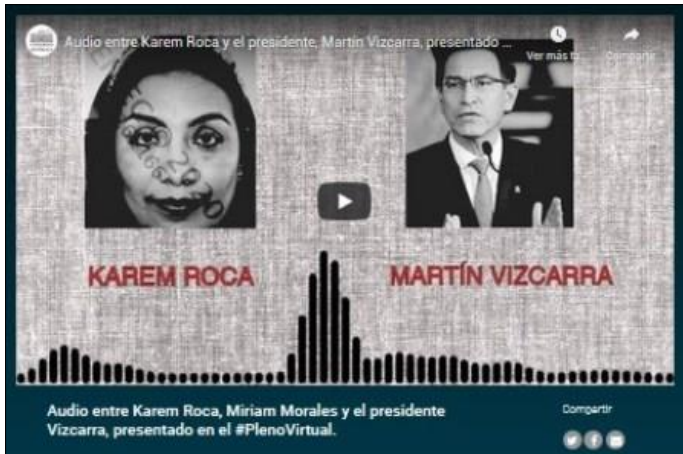 Audio entre Karem Roca y el presidente, Martín Vizcarra, presentado ...
Ver más ta
Compartir
KAREM ROCA
MARTÍN VIZCARRA
Audio entre Karem Roca, Miriam Morales y el presidente
Vizcarra, presentado en el #PlenoVirtual.
Compartir